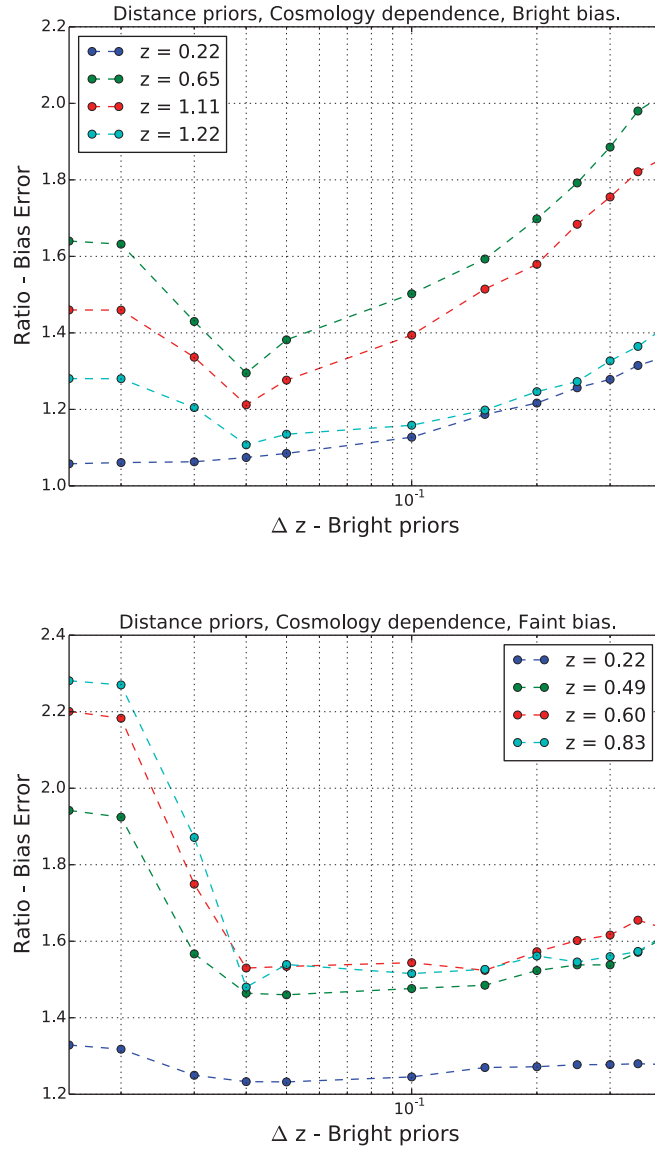 Distance priors, Cosmology dependence, Bright bias.
2.2
2.0
1.8
1.6
1.4
1.2
1.0
Ratio - Bias Error
z = 0.22
z = 0.65
z = 1.11
z = 1.22
10⁻¹
Δ z - Bright priors
Distance priors, Cosmology dependence, Faint bias.
2.4
2.2
2.0
1.8
1.6
1.4
1.2
Ratio - Bias Error
z = 0.22
z = 0.49
z = 0.60
z = 0.83
10⁻¹
Δ z - Bright priors